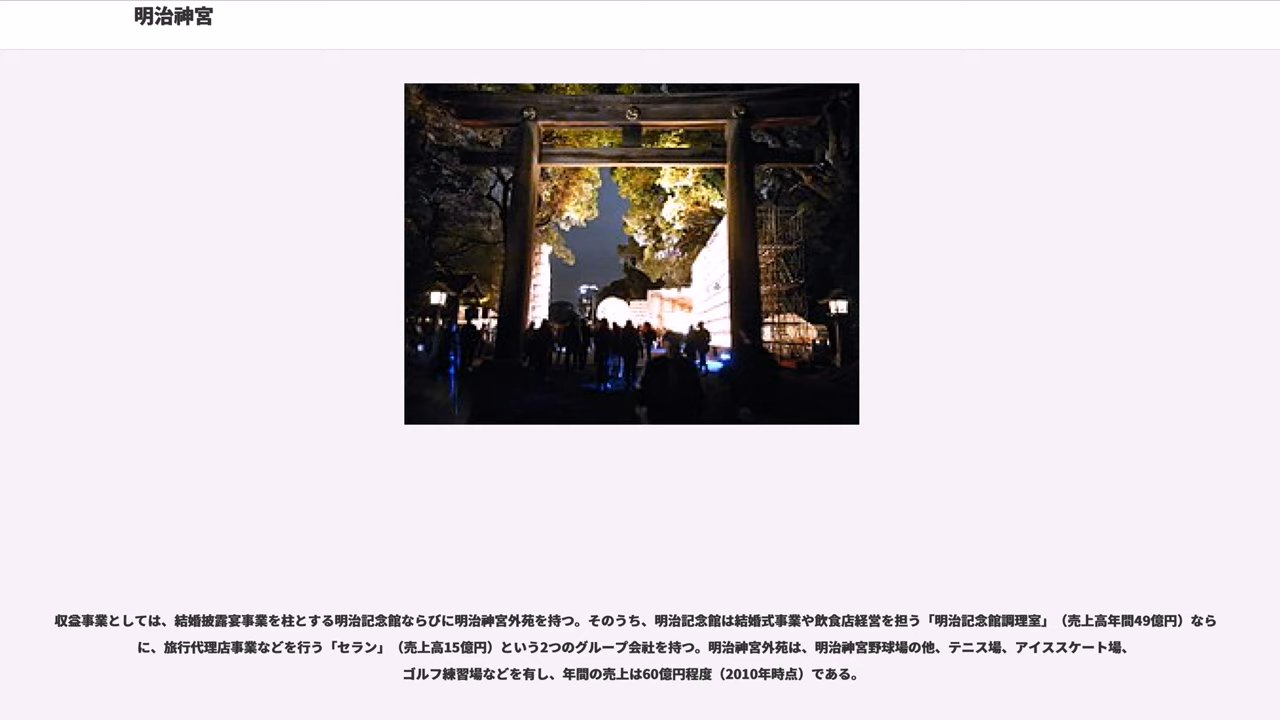 明治神宮
収益事業としては、結婚披露宴事業を柱とする明治記念館ならびに明治神宮外苑を持つ。そのうち、明治記念館は結婚式事業や飲食店経営を担う「明治記念館調理室」（売上高年間49億円）なら
に、旅行代理店事業などを行う「セラン」（売上高15億円）という2つのグループ会社を持つ。明治神宮外苑は、明治神宮野球場の他、テニス場、アイススケート場、
ゴルフ練習場などを有し、年間の売上は60億円程度（2010年時点）である。